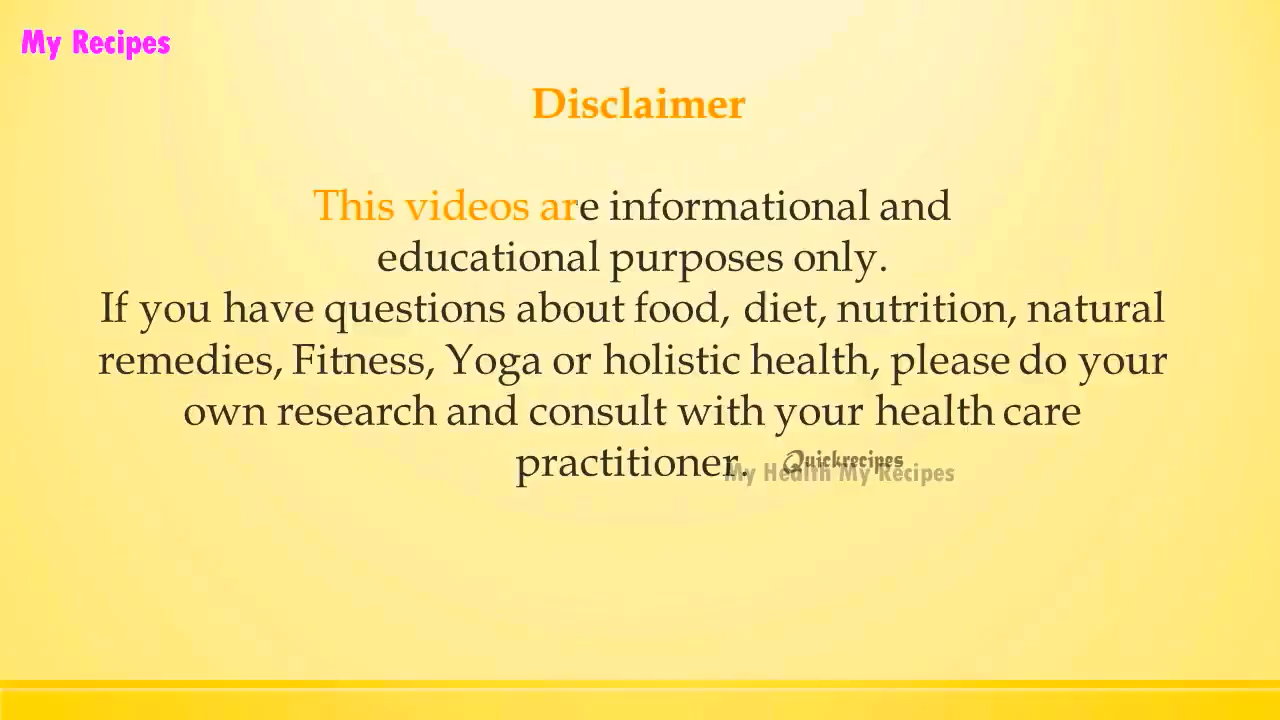 My Recipes
Disclaimer
This videos are informational and
educational purposes only.
If you have questions about food, diet, nutrition, natural
remedies, Fitness, Yoga or holistic health, please do your
own research and consult with your health care
practitioner.
Quickrecipes
My Health My Recipes